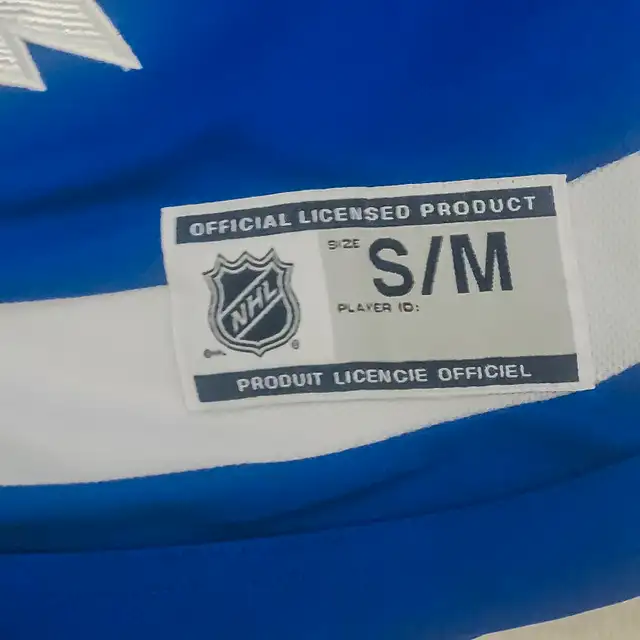 OFFICIAL LICENSED PRODUCT
SIZE S/M
NHL
PLAYER ID:
PRODUIT LICENCIE OFFICIEL